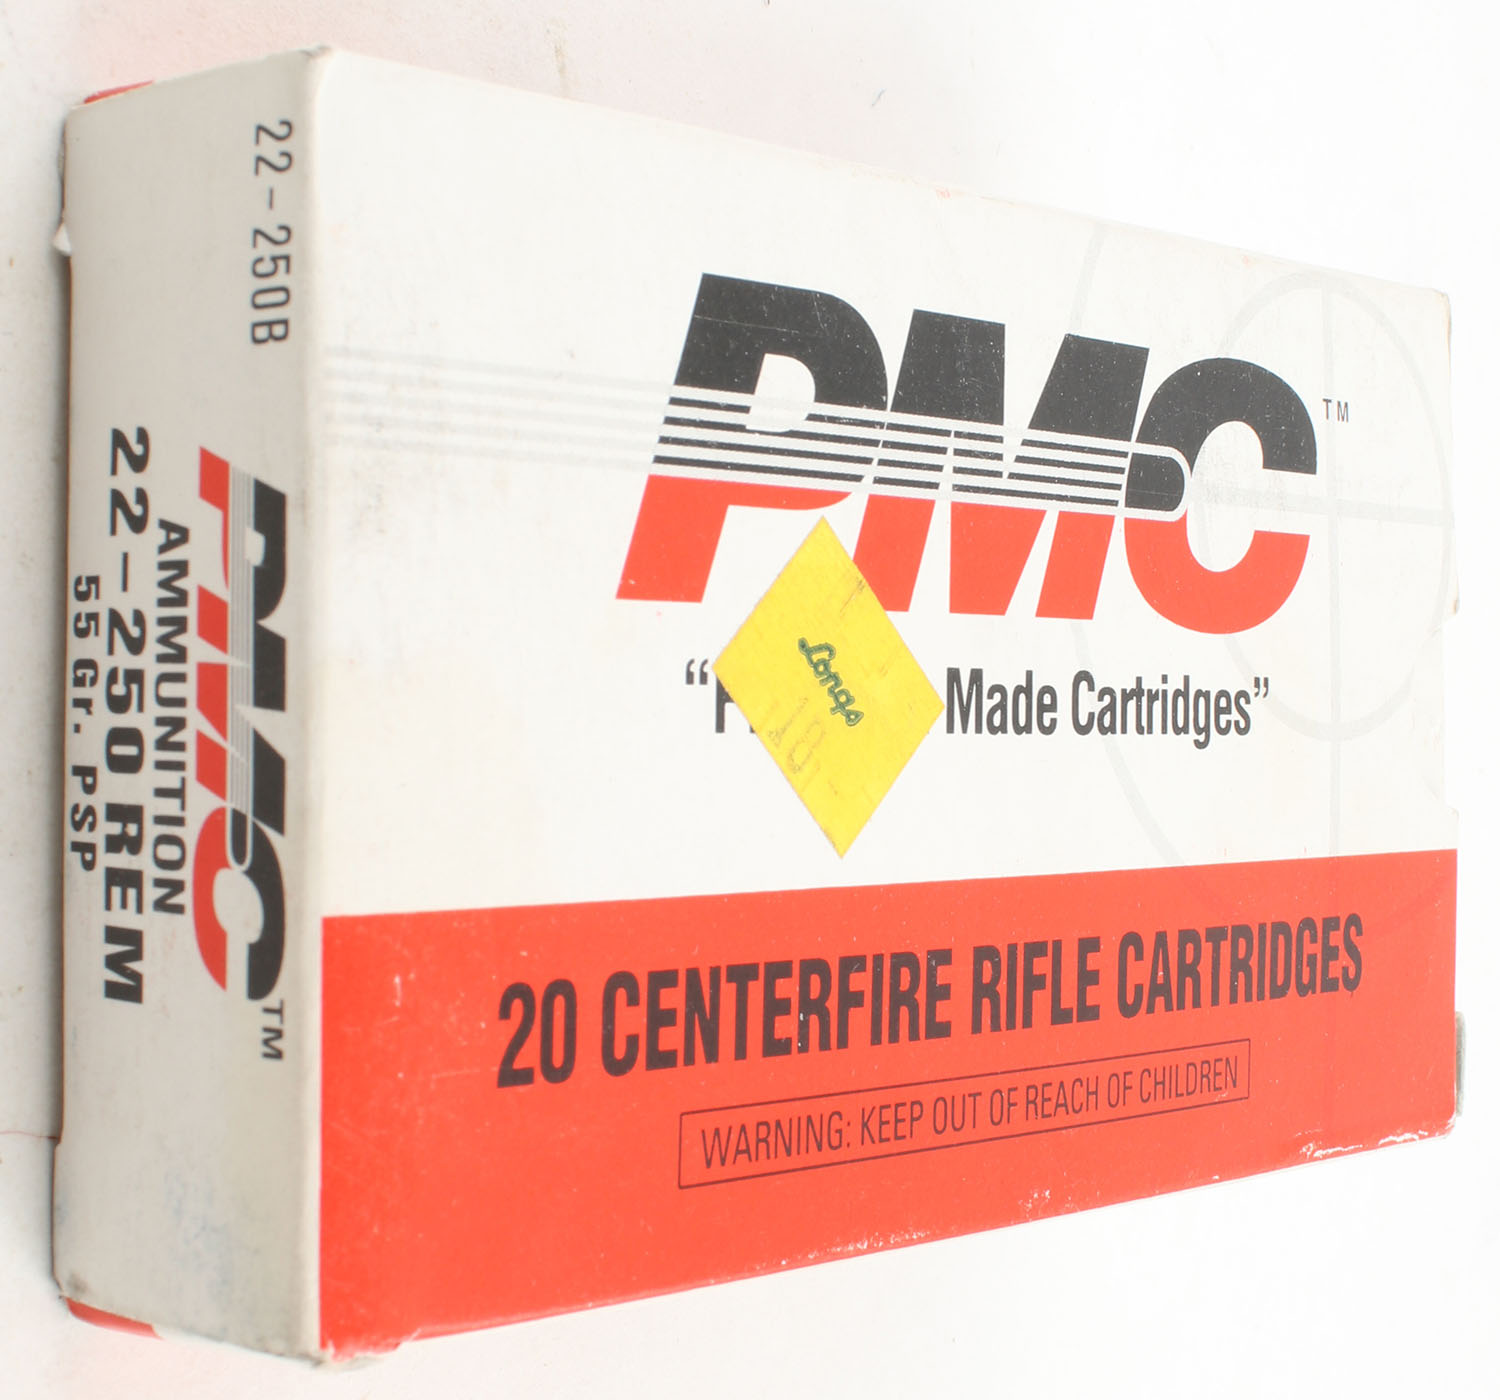 PMC™
" Made Cartridges"
Longs
20 CENTERFIRE RIFLE CARTRIDGES
WARNING: KEEP OUT OF REACH OF CHILDREN
22-250B
PMC™
AMMUNITION
22-250 REM
55 Gr. PSP